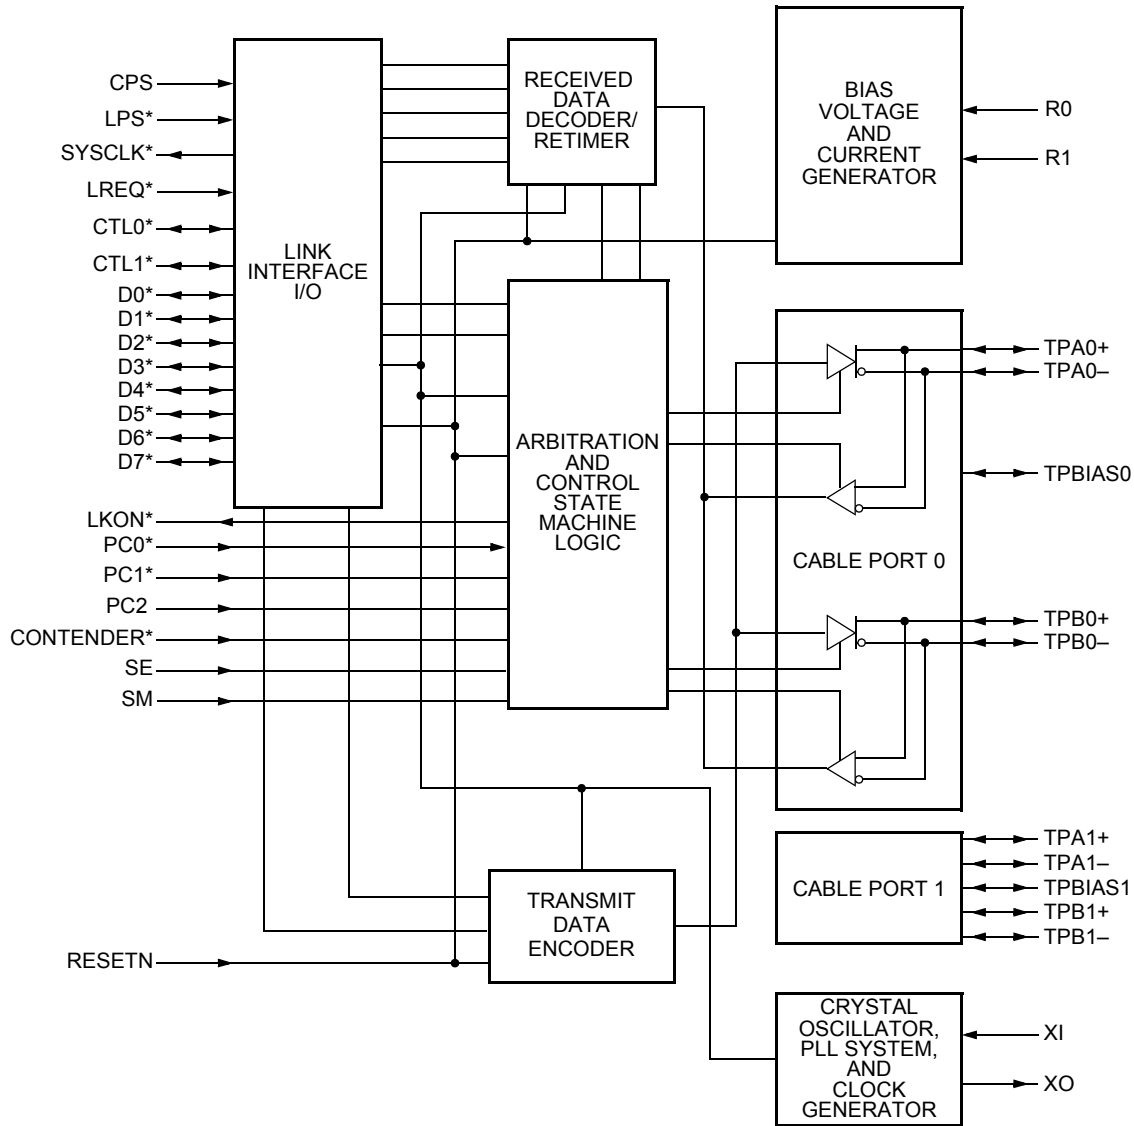 CPS
LPS*
SYSCLK*
LREQ*
CTL0*
CTL1*
D0*
D1*
D2*
D3*
D4*
D5*
D6*
D7*
LKON*
PC0*
PC1*
PC2
CONTENDER*
SE
SM
RESETN
LINK
INTERFACE
I/O
RECEIVED
DATA
DECODER/
RETIMER
ARBITRATION
AND
CONTROL
STATE
MACHINE
LOGIC
TRANSMIT
DATA
ENCODER
BIAS
VOLTAGE
AND
CURRENT
GENERATOR
R0
R1
CABLE PORT 0
TPA0+
TPA0–
TPBIAS0
TPB0+
TPB0–
CABLE PORT 1
TPA1+
TPA1–
TPBIAS1
TPB1+
TPB1–
CRYSTAL
OSCILLATOR,
PLL SYSTEM,
AND
CLOCK
GENERATOR
XI
XO